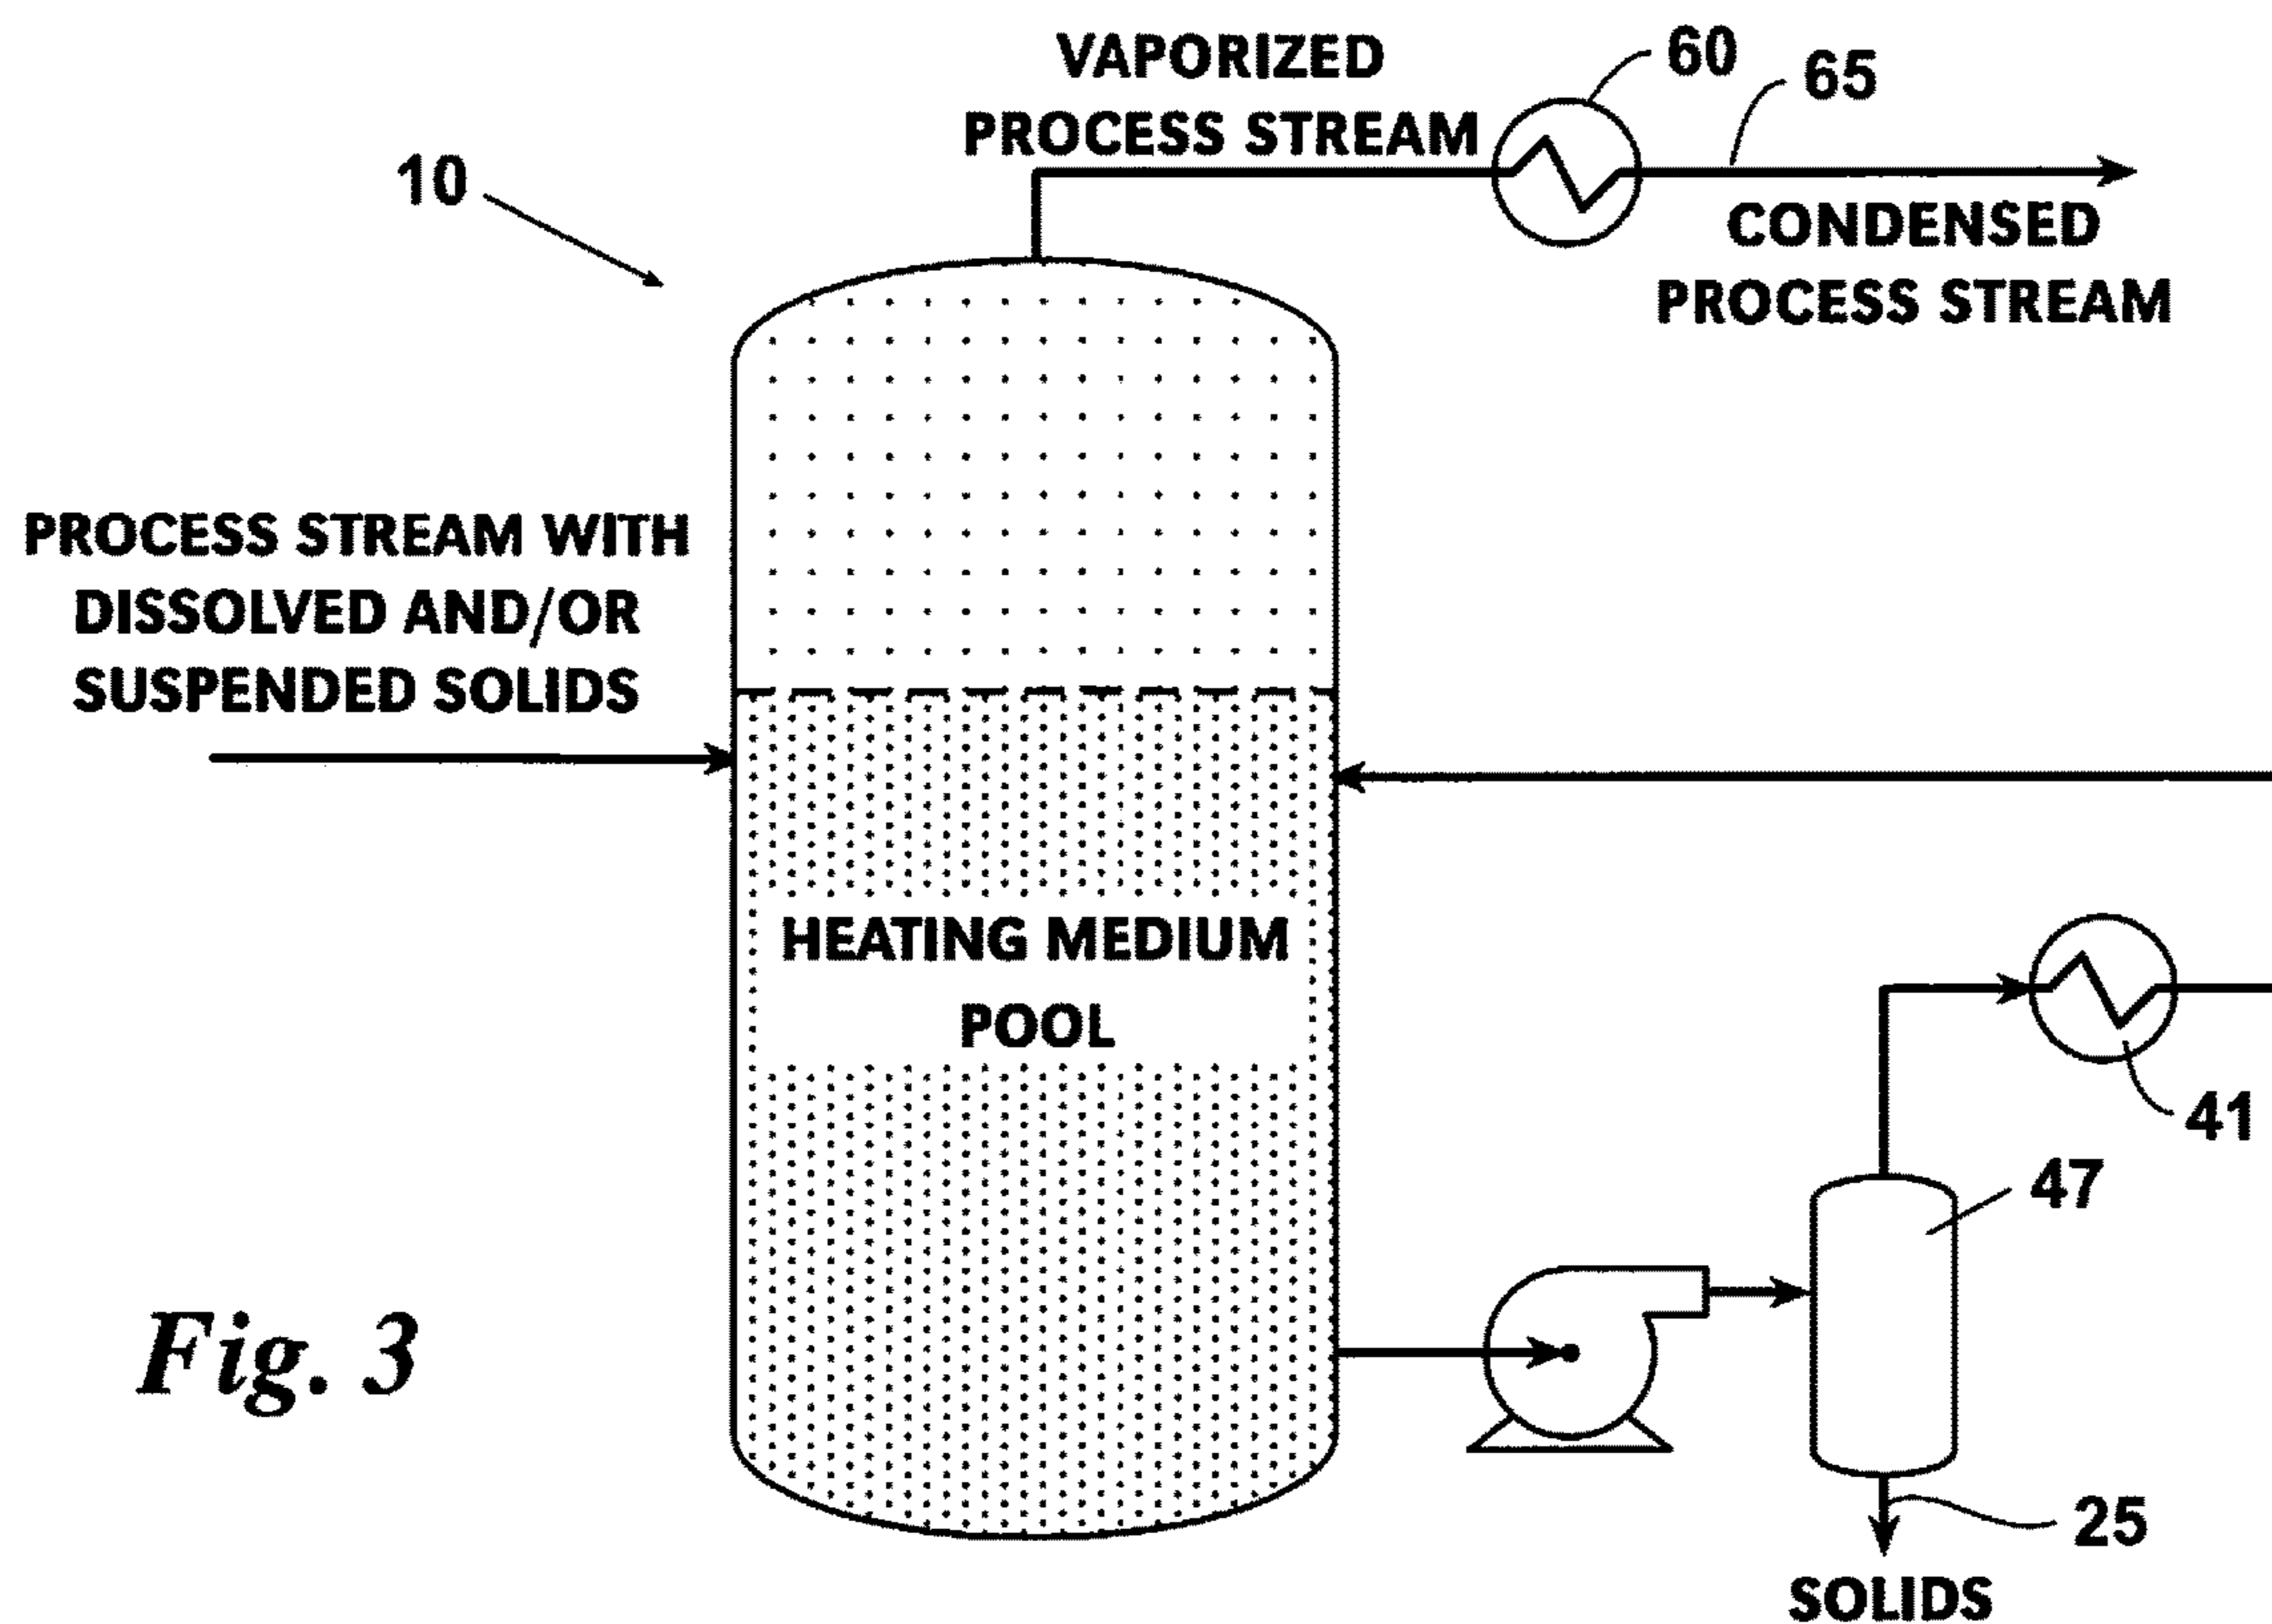 VAPORIZED
PROCESS STREAM
60
65
10
CONDENSED
PROCESS STREAM
PROCESS STREAM WITH
DISSOLVED AND/OR
SUSPENDED SOLIDS
HEATING MEDIUM
POOL
41
47
Fig. 3
25
SOLIDS